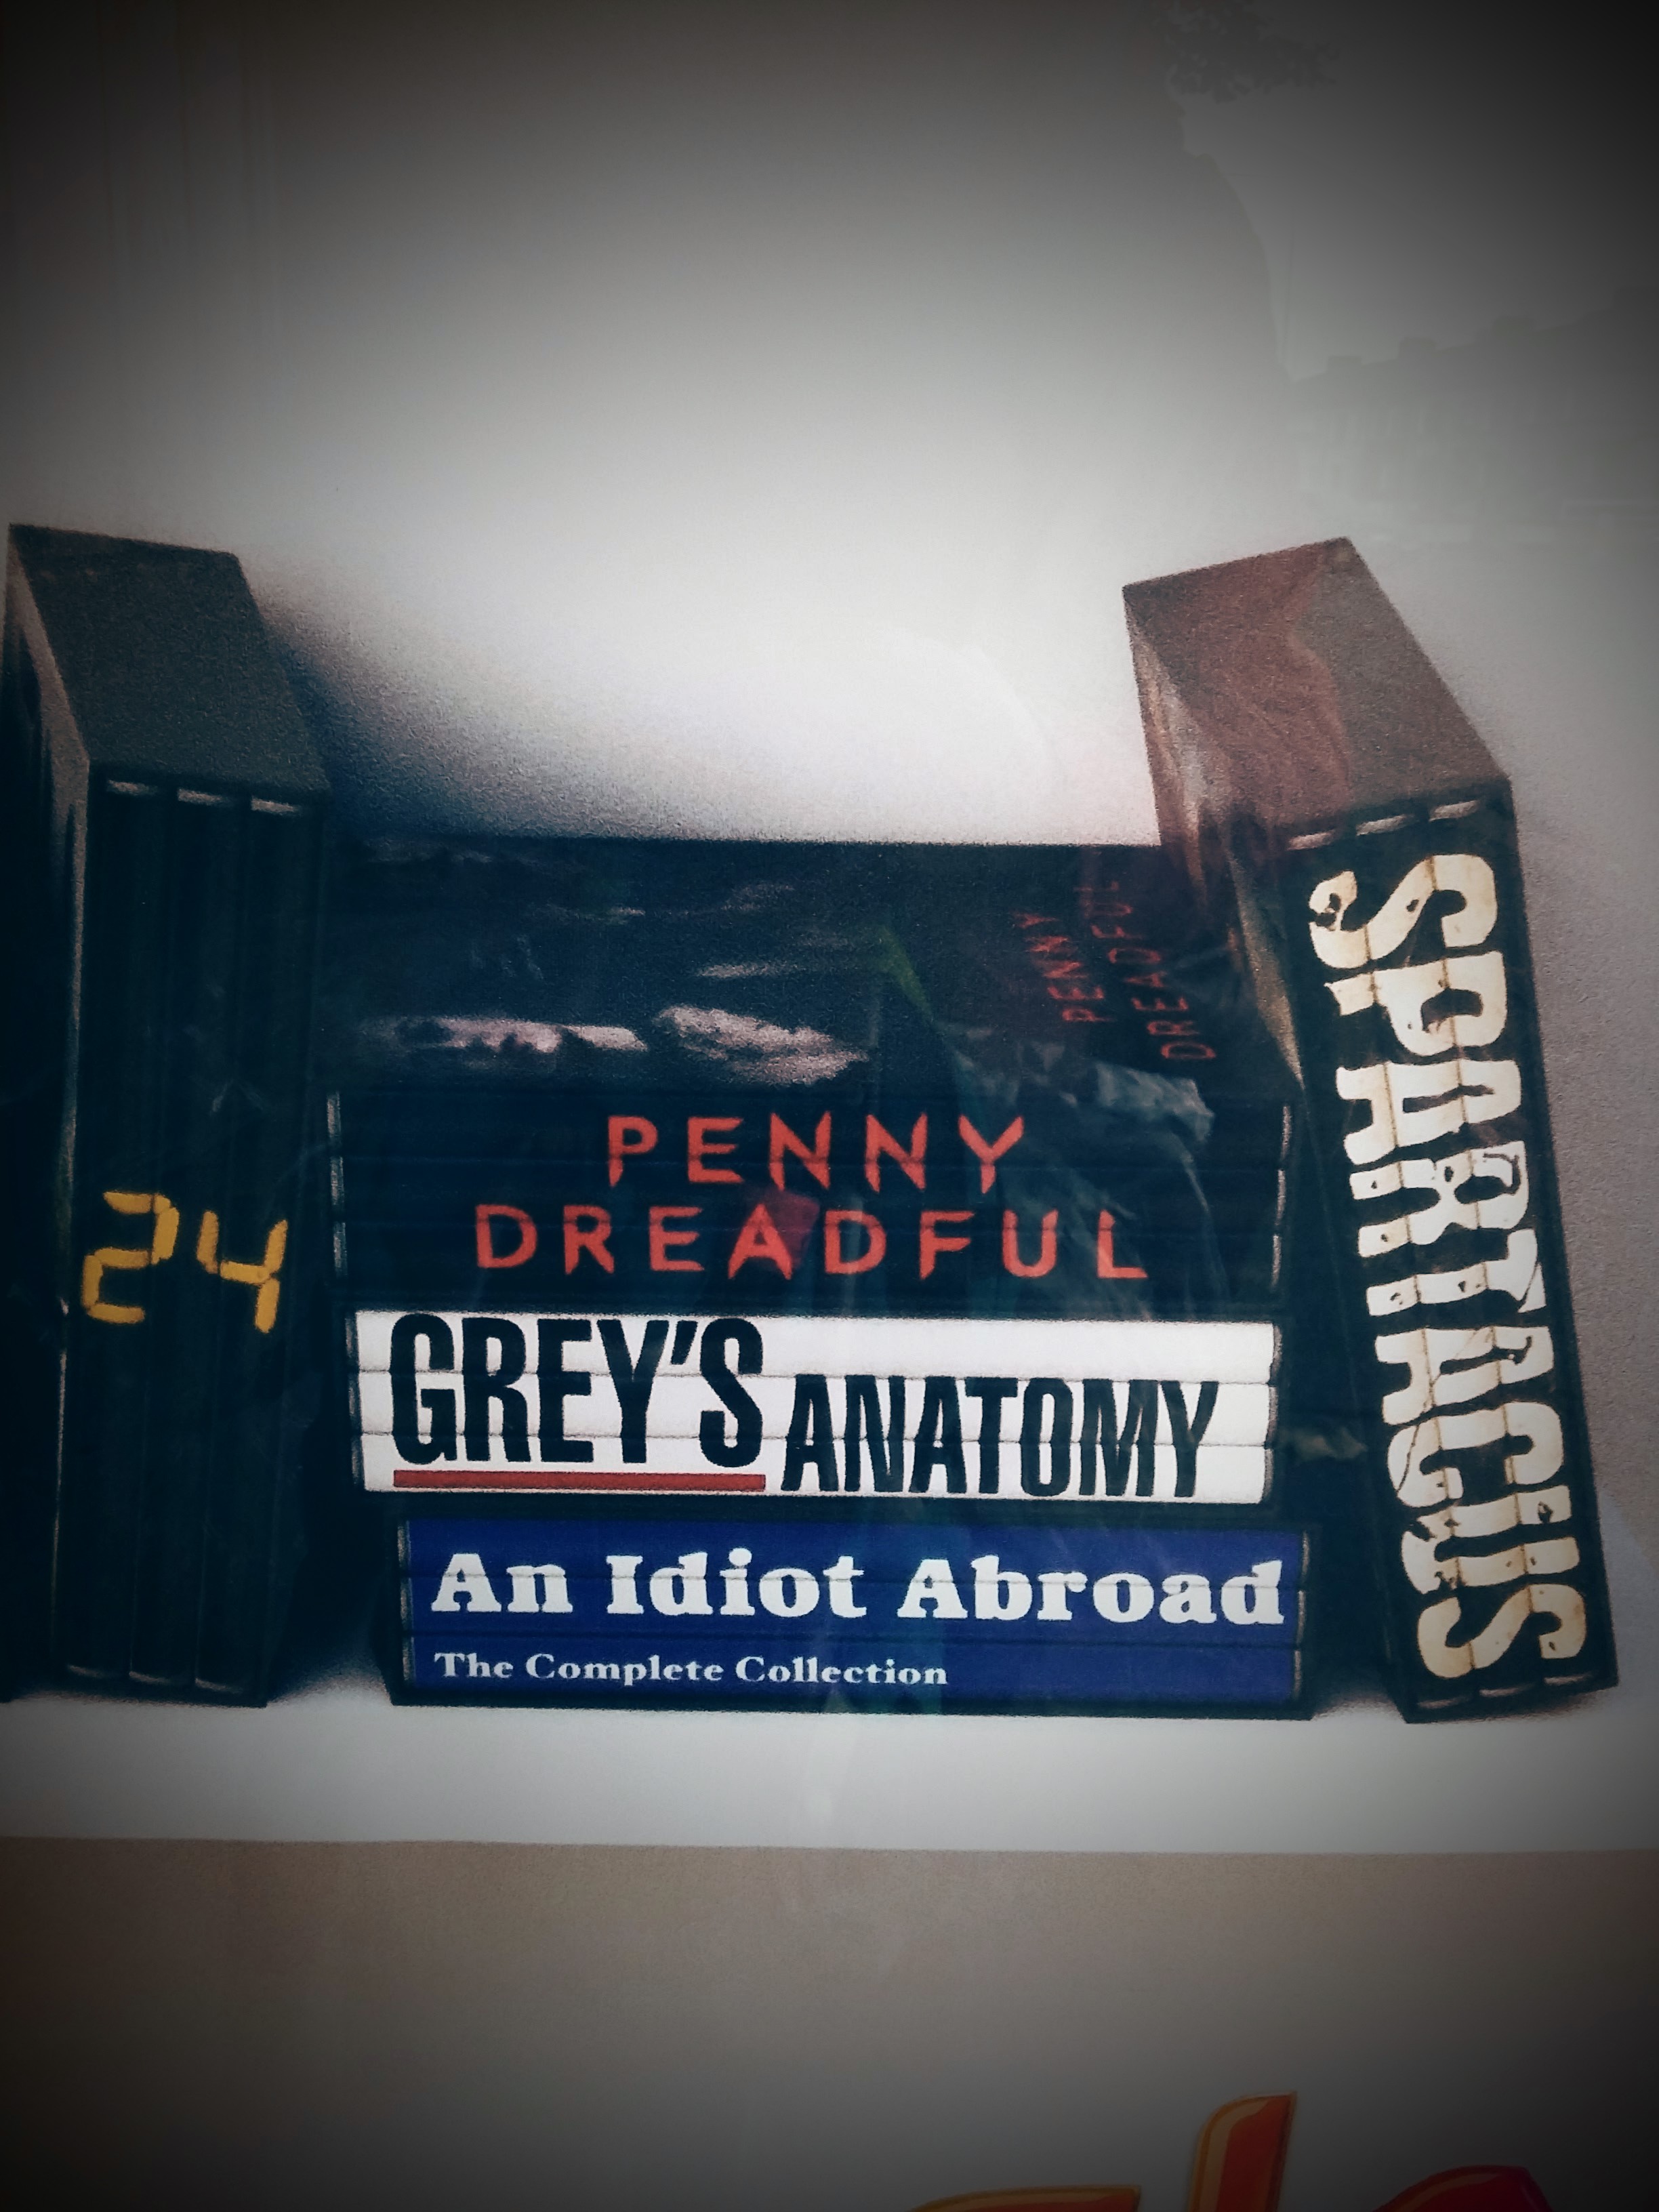 24
PENNY
DREADFUL
PENNY
DREADFUL
GREY'S ANATOMY
An Idiot Abroad
The Complete Collection
SPARTACUS